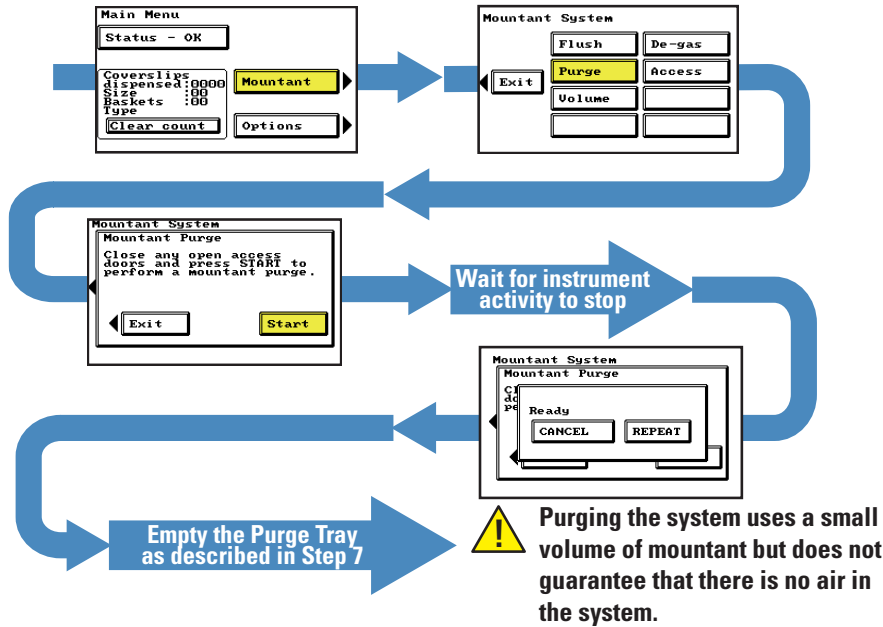 Main Menu
Status - OK
Coverslips
dispensed:0000
Size :00
Baskets :00
Type
Clear count
Mountant
Options
Mountant System
Flush
De-gas
Exit
Purge
Access
Volume
Mountant System
Mountant Purge
Close any open access
doors and press START to
perform a mountant purge.
Exit
Start
Wait for instrument
activity to stop
Mountant System
Mountant Purge
Cl
do
pe
Ready
CANCEL
REPEAT
Empty the Purge Tray
as described in Step 7
!
Purging the system uses a small
volume of mountant but does not
guarantee that there is no air in
the system.